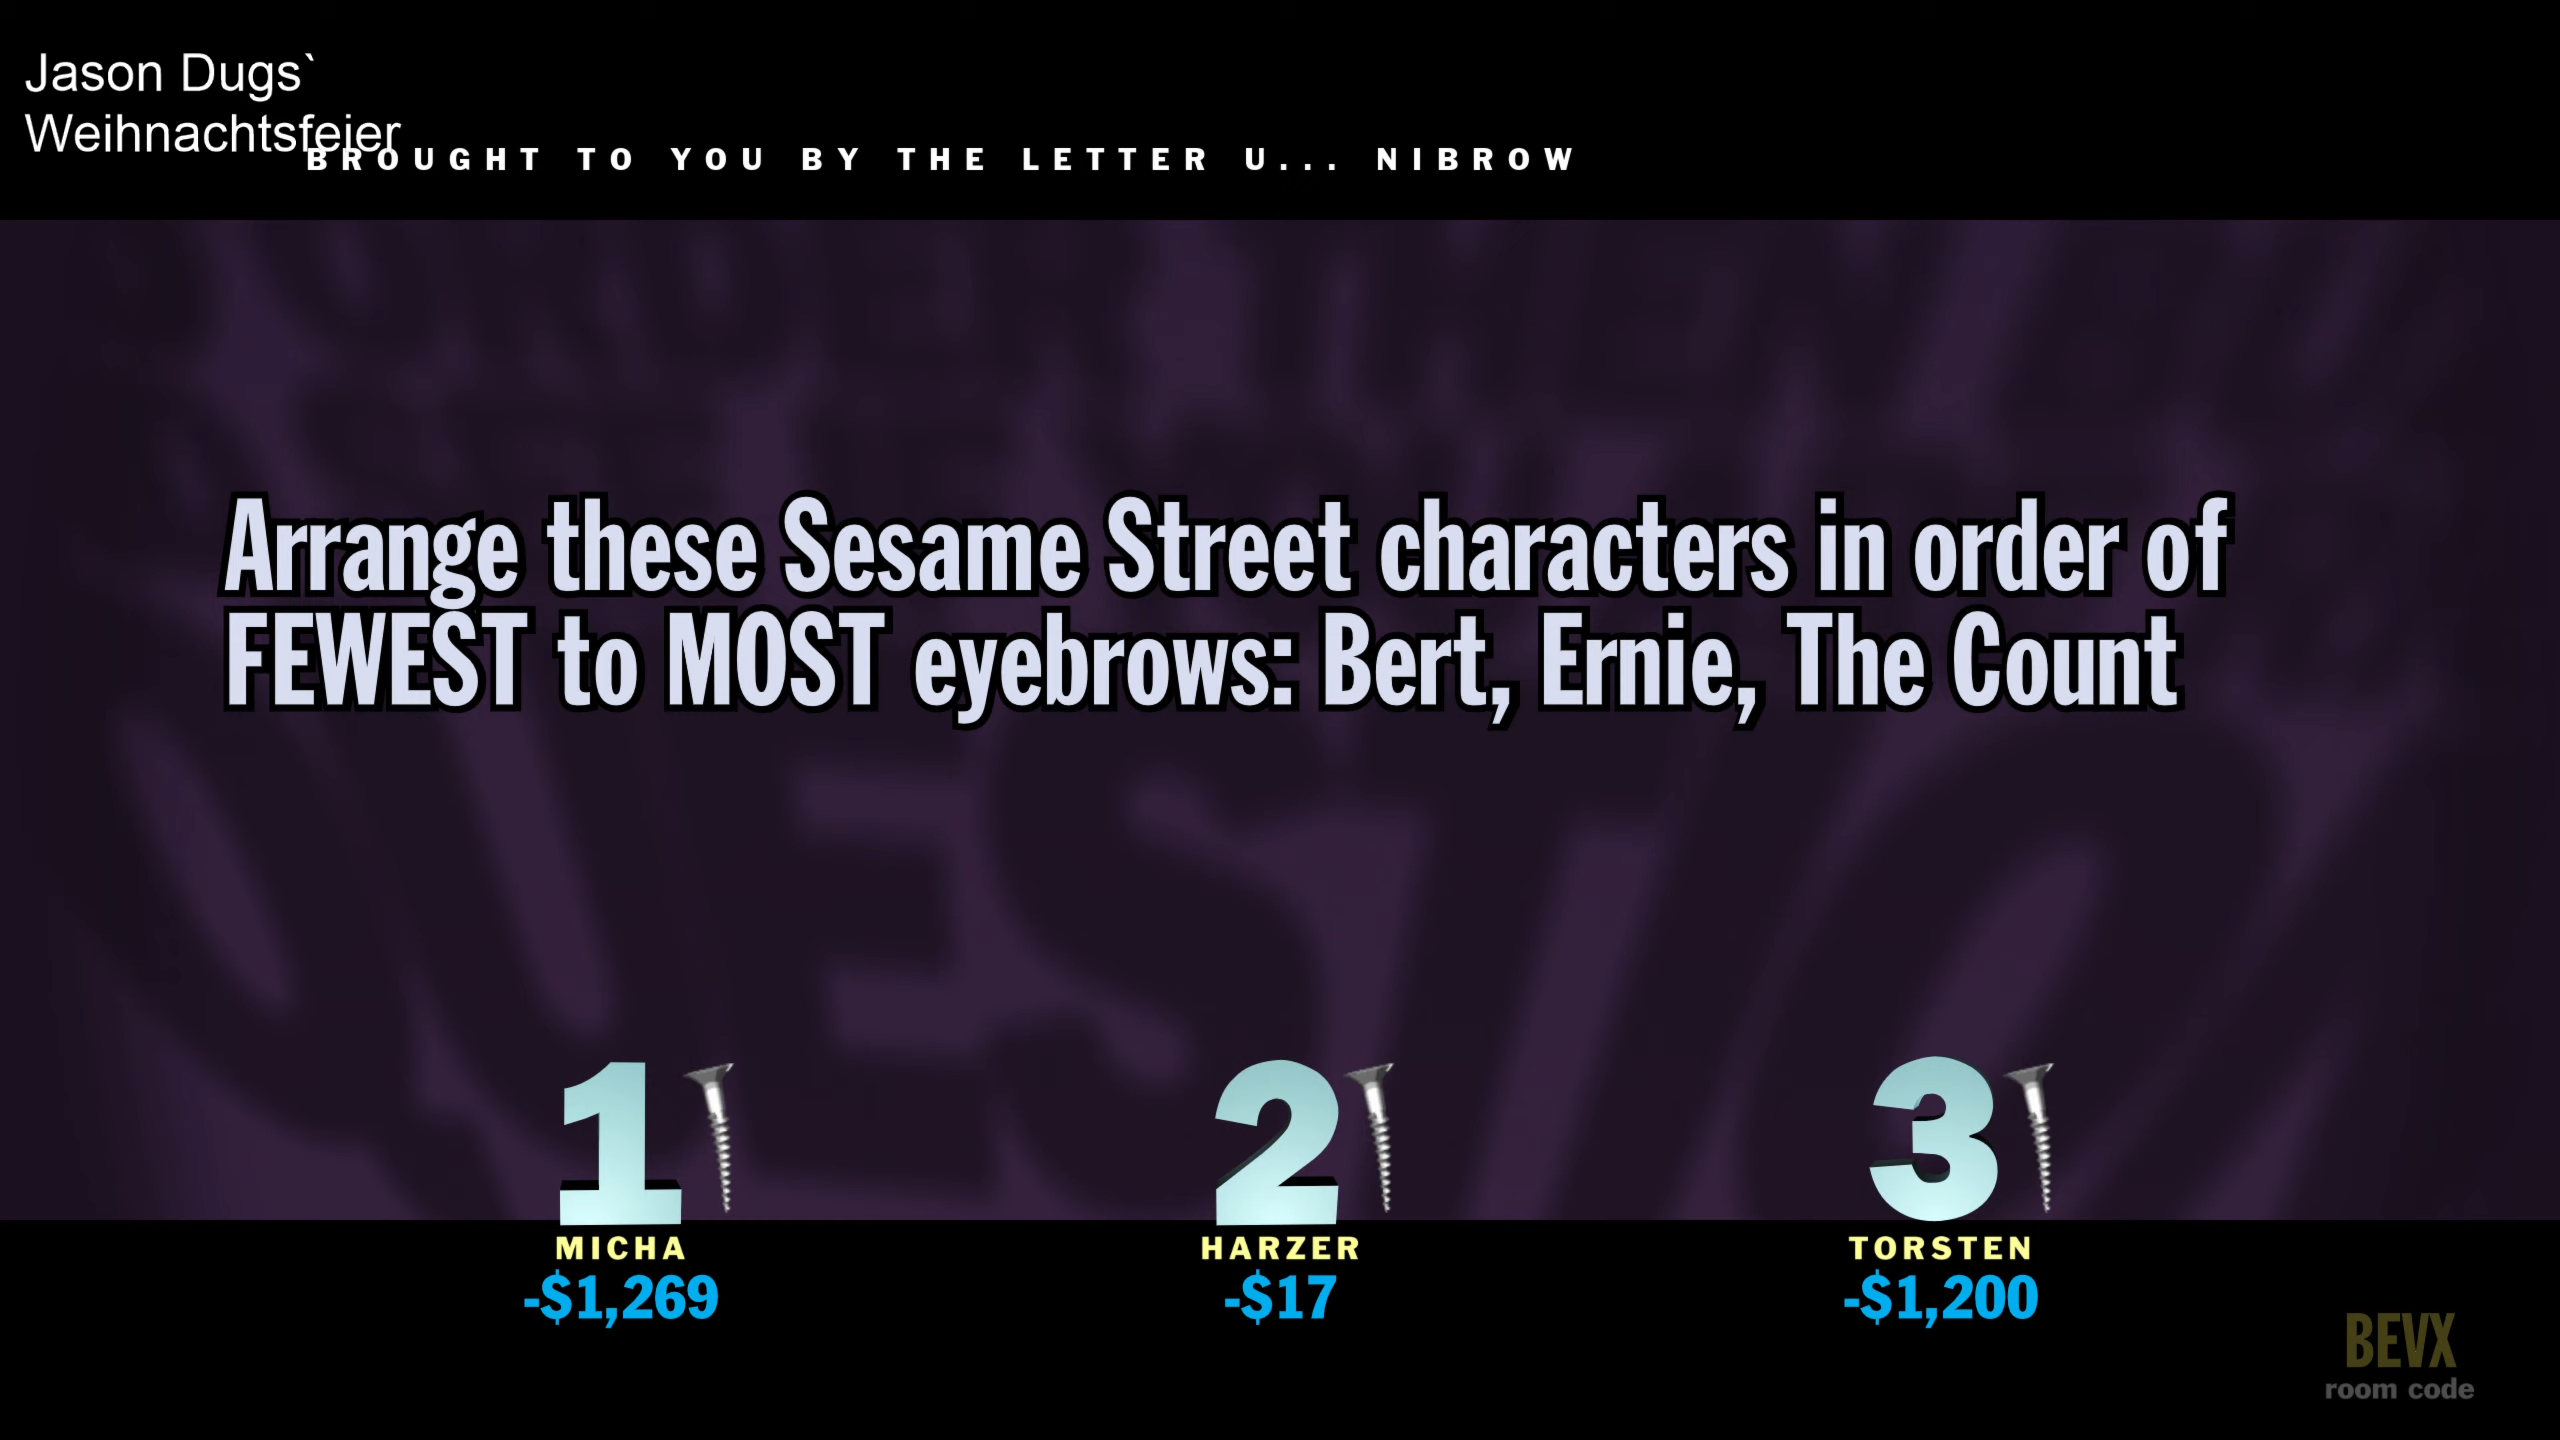 Jason Dugs`
Weihnachtsfeier
BROUGHT TO YOU BY THE LETTER U... NIBROW
Arrange these Sesame Street characters in order of
FEWEST to MOST eyebrows: Bert, Ernie, The Count
1 2 3
MICHA HARZER TORSTEN
-$1,269 -$17 -$1,200
BEVX
room code